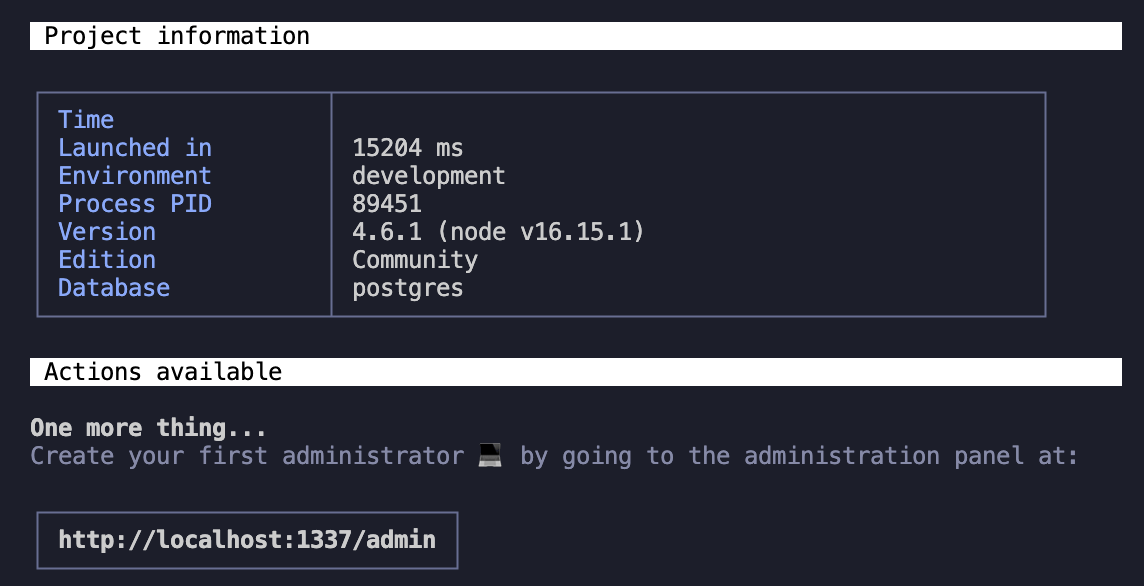 Project information
Time
Launched in 15204 ms
Environment development
Process PID 89451
Version 4.6.1 (node v16.15.1)
Edition Community
Database postgres
Actions available
One more thing...
Create your first administrator 💻 by going to the administration panel at:
http://localhost:1337/admin